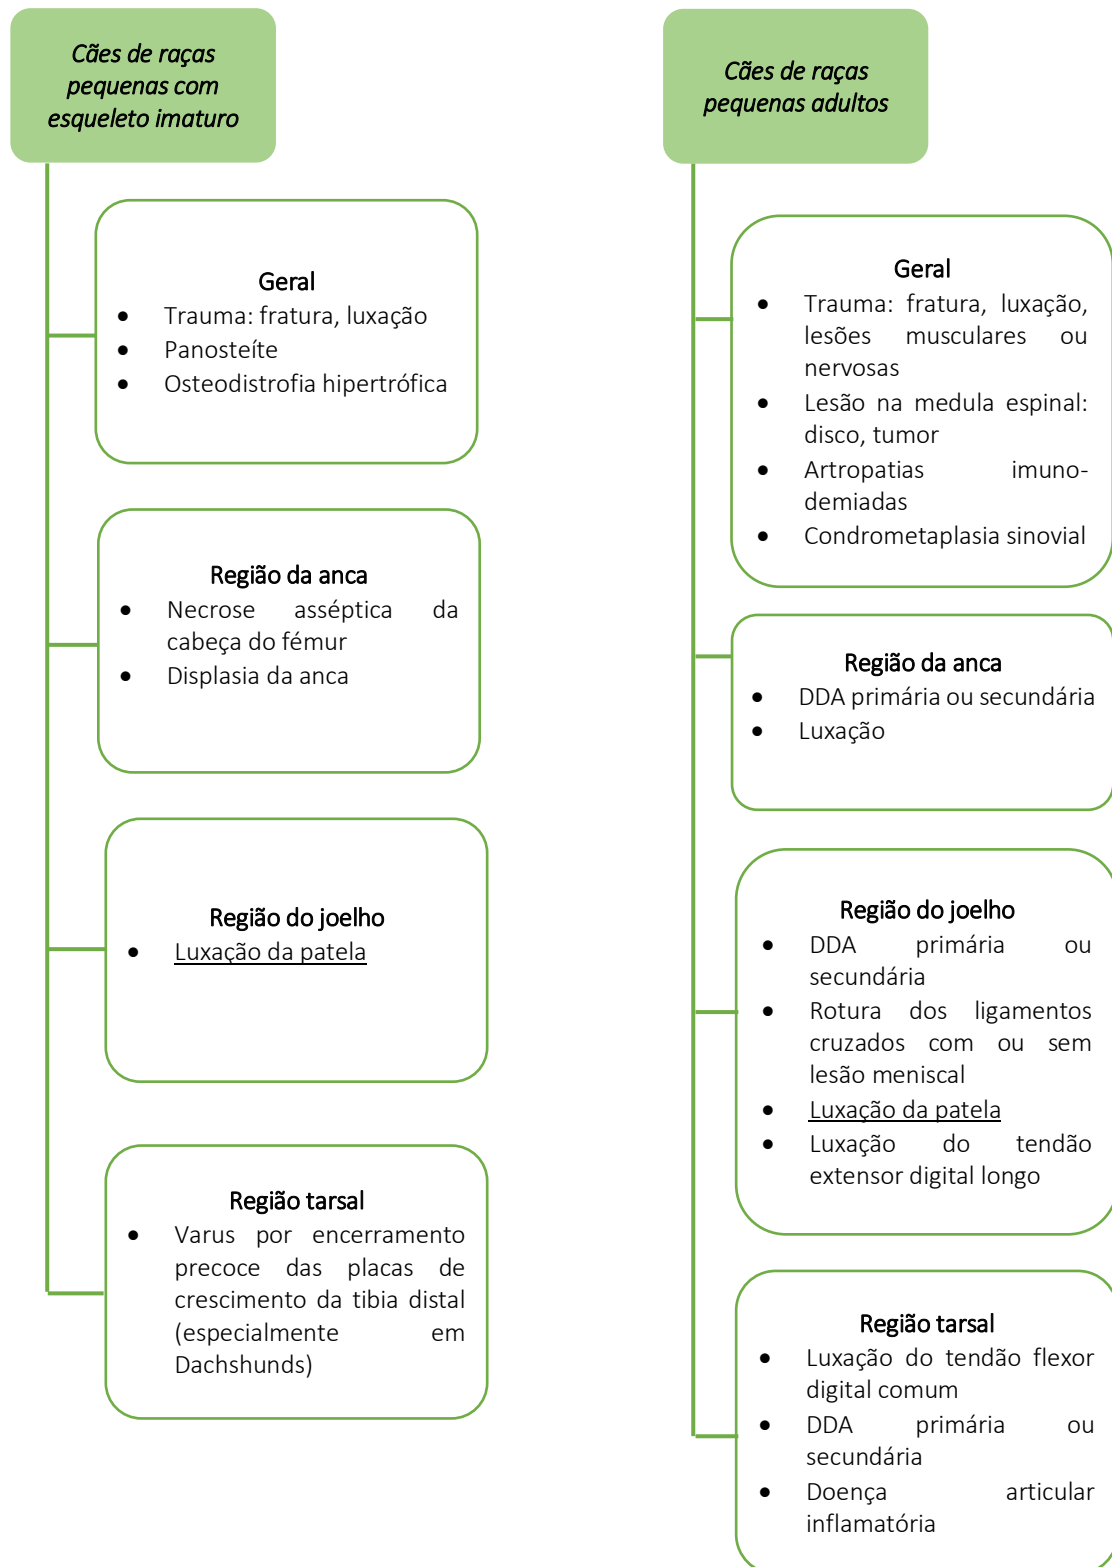 Cães de raças
pequenas com
esqueleto imaturo
Geral
• Trauma: fratura, luxação
• Panosteíte
• Osteodistrofia hipertrófica
Região da anca
• Necrose asséptica da
cabeça do fémur
• Displasia da anca
Região do joelho
• Luxação da patela
Região tarsal
• Varus por encerramento
precoce das placas de
crescimento da tibia distal
(especialmente em
Dachshunds)
Cães de raças
pequenas adultos
Geral
• Trauma: fratura, luxação,
lesões musculares ou
nervosas
• Lesão na medula espinal:
disco, tumor
• Artropatias imuno-
demiadas
• Condrometaplasia sinovial
Região da anca
• DDA primária ou secundária
• Luxação
Região do joelho
• DDA primária ou
secundária
• Rotura dos ligamentos
cruzados com ou sem
lesão meniscal
• Luxação da patela
• Luxação do tendão
extensor digital longo
Região tarsal
• Luxação do tendão flexor
digital comum
• DDA primária ou
secundária
• Doença articular
inflamatória